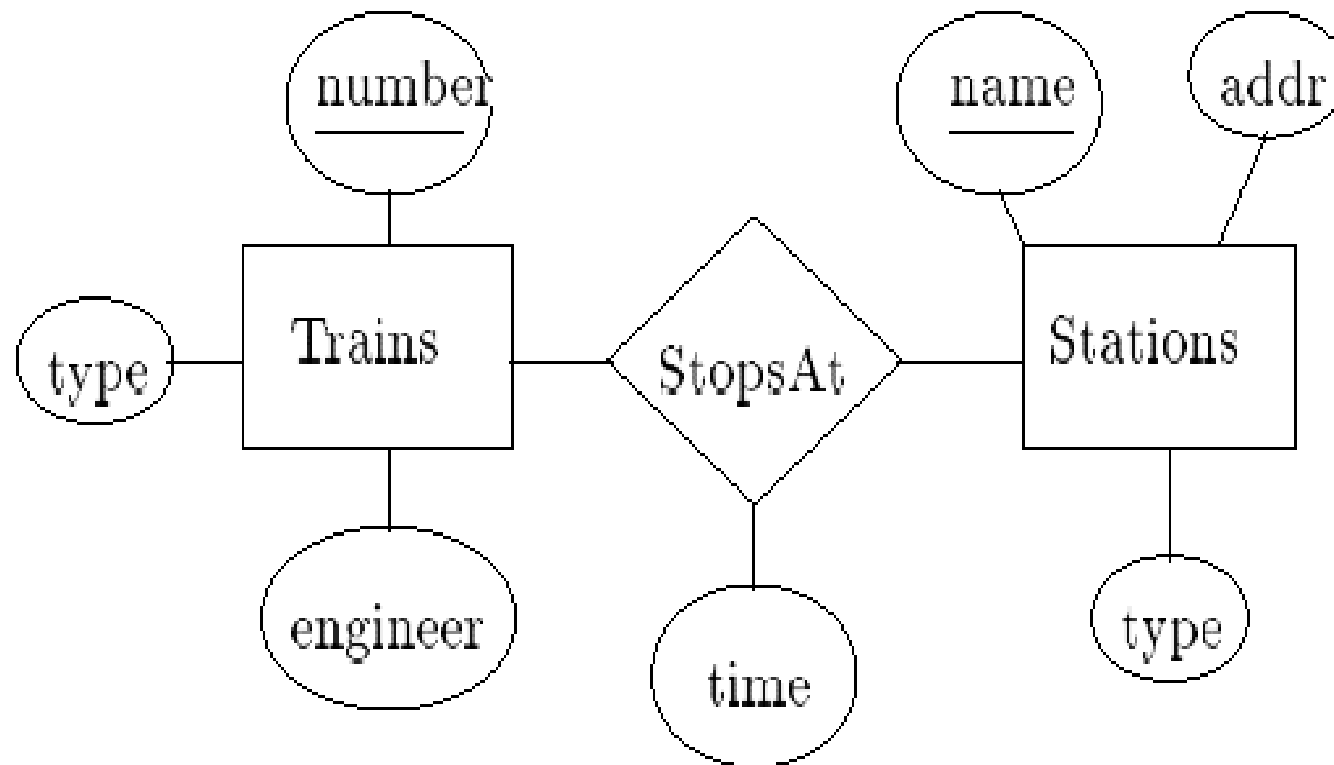 number
name
addr
Trains
Stations
type
StopsAt
engineer
type
time